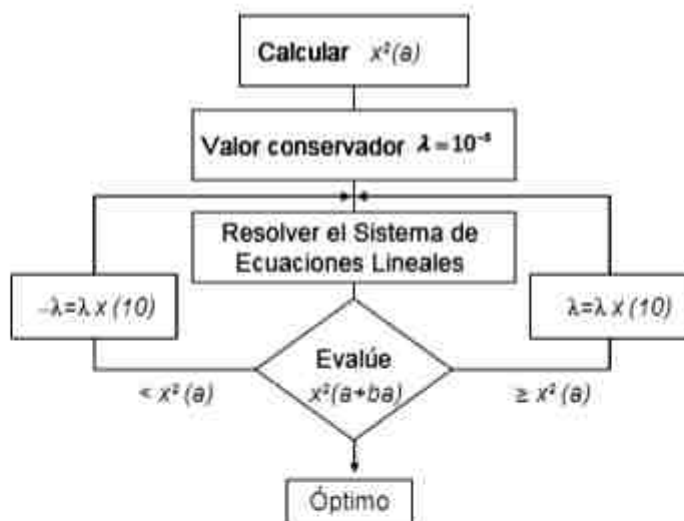 Calcular x²(a)
Valor conservador λ = 10⁻⁸
Resolver el Sistema de
Ecuaciones Lineales
–λ=λ x (10)
λ=λ x (10)
Evalúe
x²(a+ba)
< x² (a)
≥ x² (a)
Óptimo